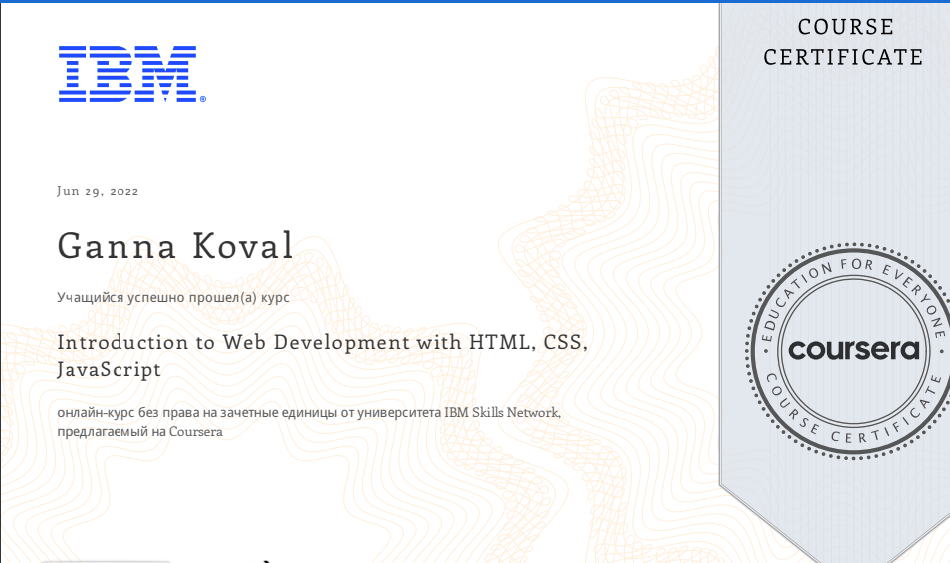 IBM®
COURSE
CERTIFICATE
Jun 29, 2022
Ganna Koval
Учащийся успешно прошел(а) курс
Introduction to Web Development with HTML, CSS,
JavaScript
онлайн-курс без права на зачетные единицы от университета IBM Skills Network,
предлагаемый на Coursera
EDUCATION FOR EVERYONE
coursera
COURSE CERTIFICATE